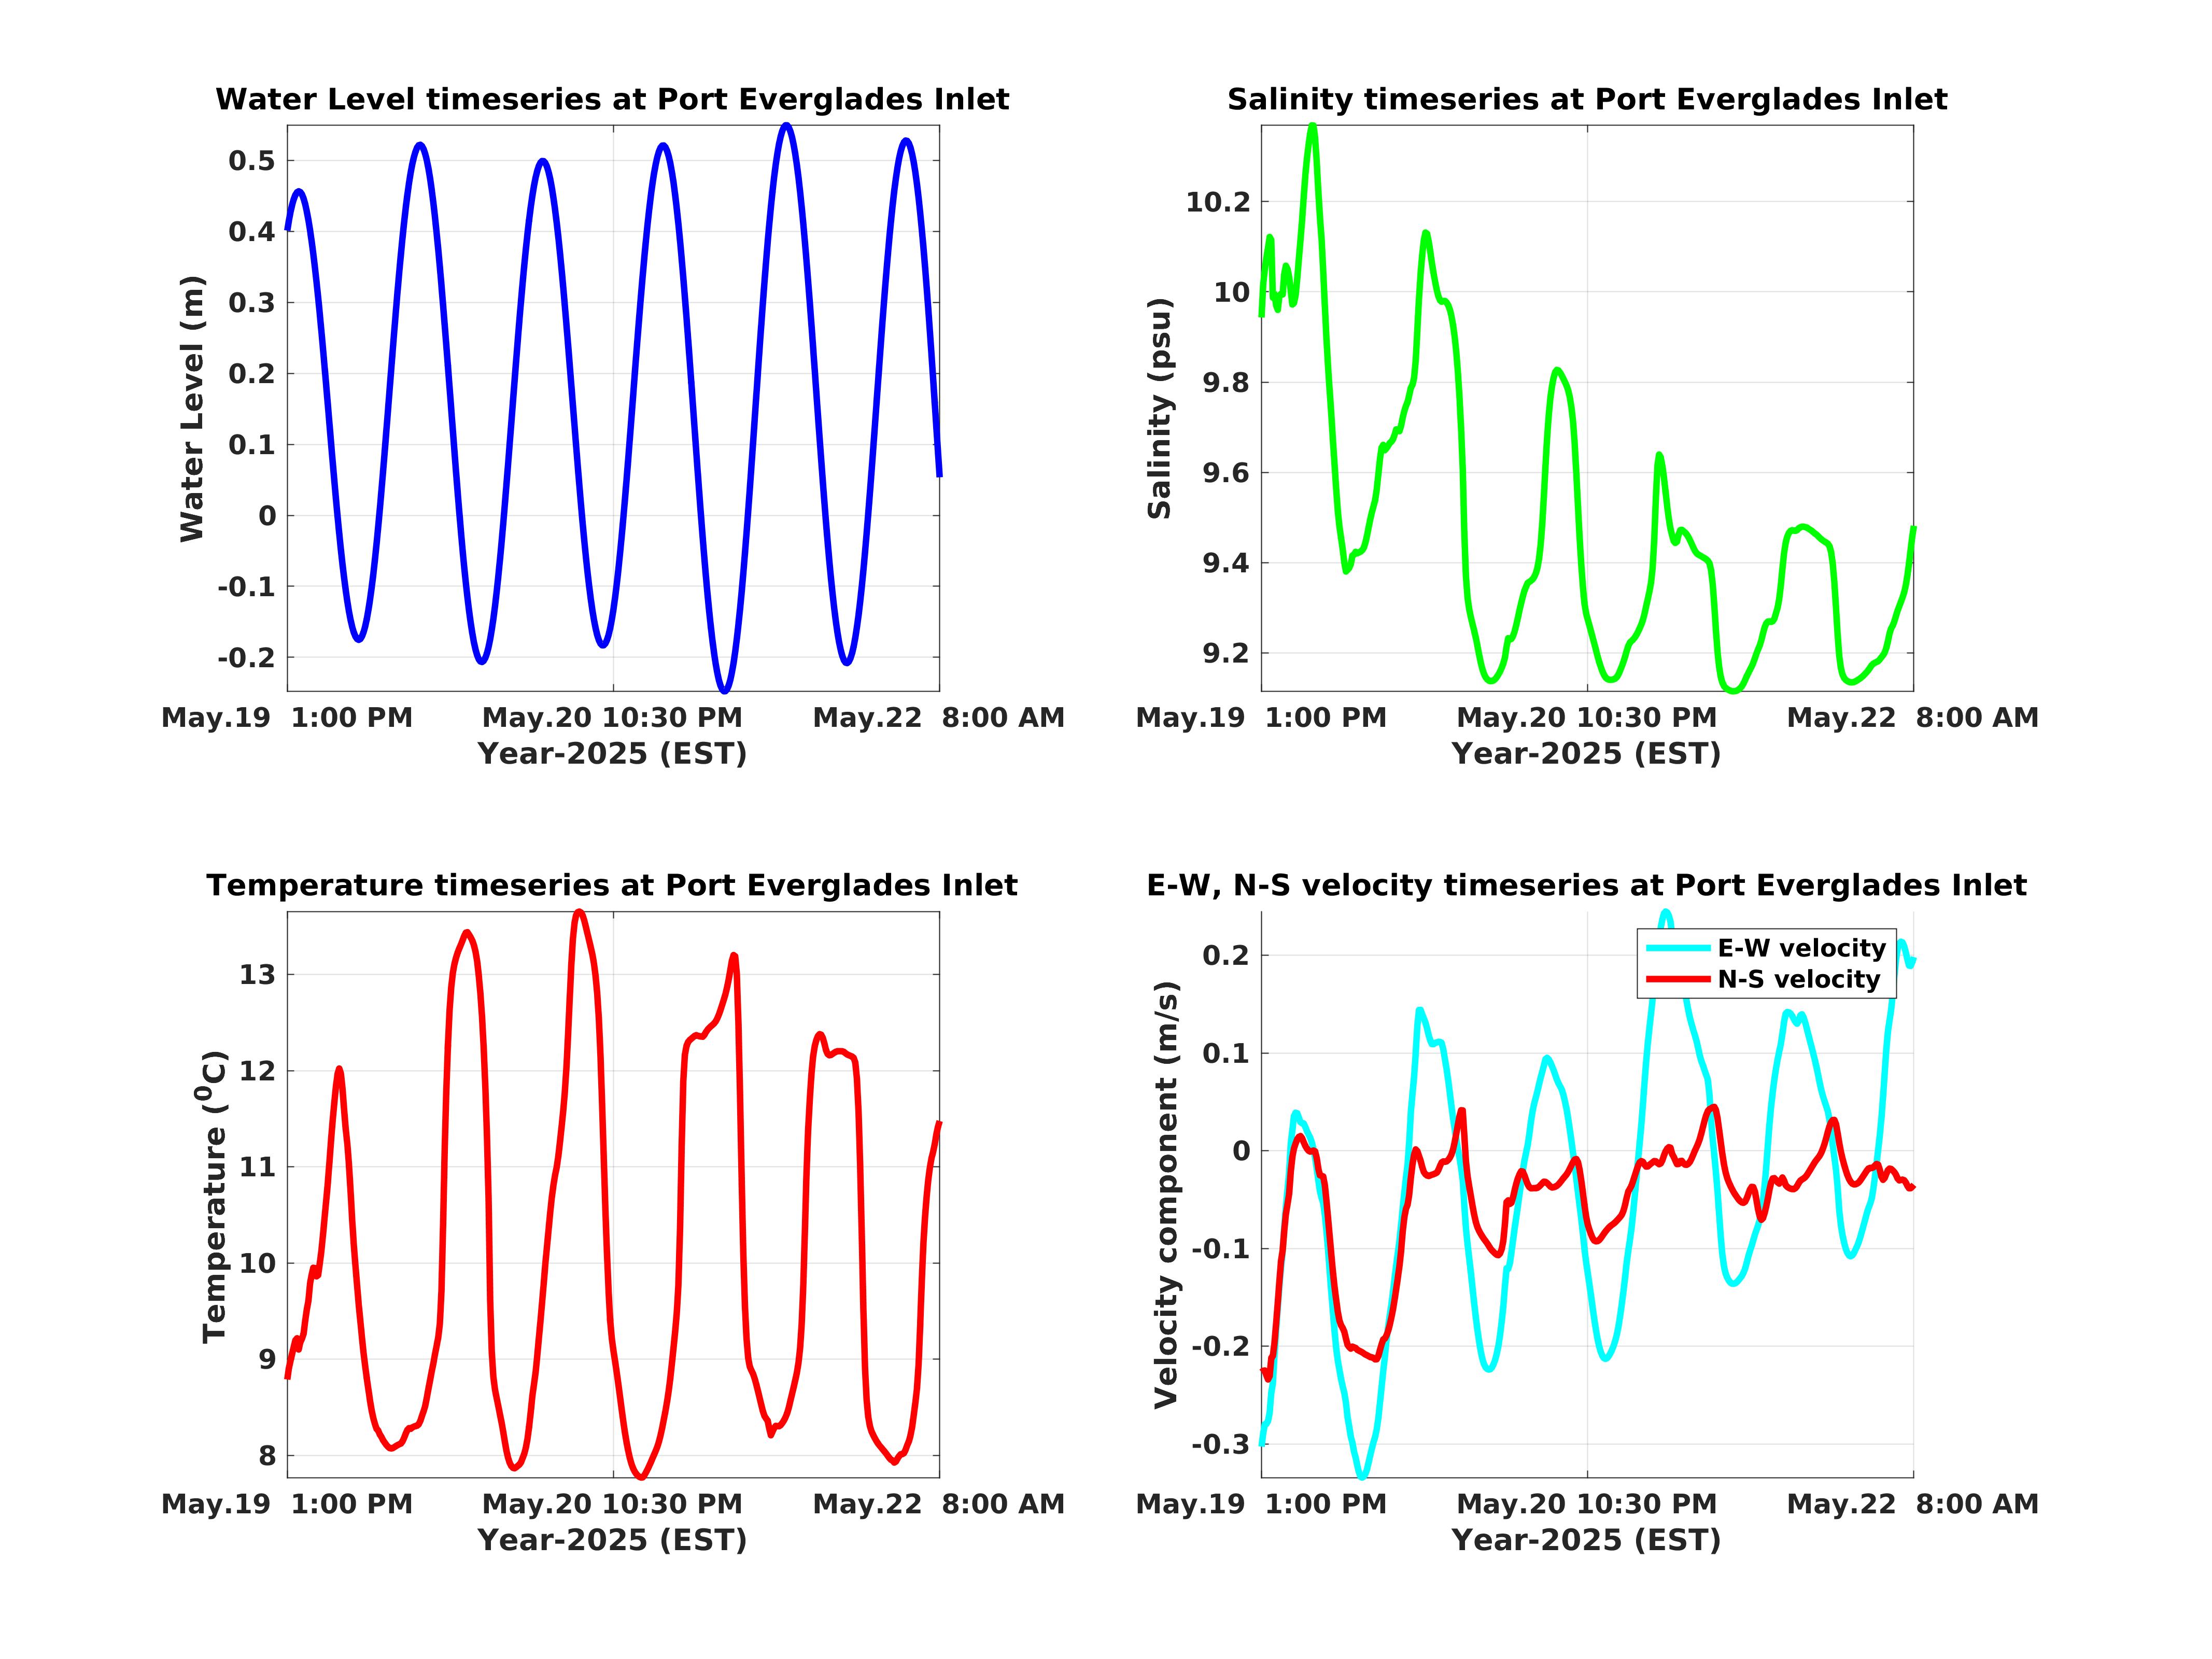 Water Level timeseries at Port Everglades Inlet
Water Level (m)
0.5
0.4
0.3
0.2
0.1
0
-0.1
-0.2
May.19 1:00 PM
May.20 10:30 PM
May.22 8:00 AM
Year-2025 (EST)
Salinity timeseries at Port Everglades Inlet
Salinity (psu)
10.2
10
9.8
9.6
9.4
9.2
May.19 1:00 PM
May.20 10:30 PM
May.22 8:00 AM
Year-2025 (EST)
Temperature timeseries at Port Everglades Inlet
Temperature (⁰C)
13
12
11
10
9
8
May.19 1:00 PM
May.20 10:30 PM
May.22 8:00 AM
Year-2025 (EST)
E-W, N-S velocity timeseries at Port Everglades Inlet
Velocity component (m/s)
0.2
0.1
0
-0.1
-0.2
-0.3
E-W velocity
N-S velocity
May.19 1:00 PM
May.20 10:30 PM
May.22 8:00 AM
Year-2025 (EST)